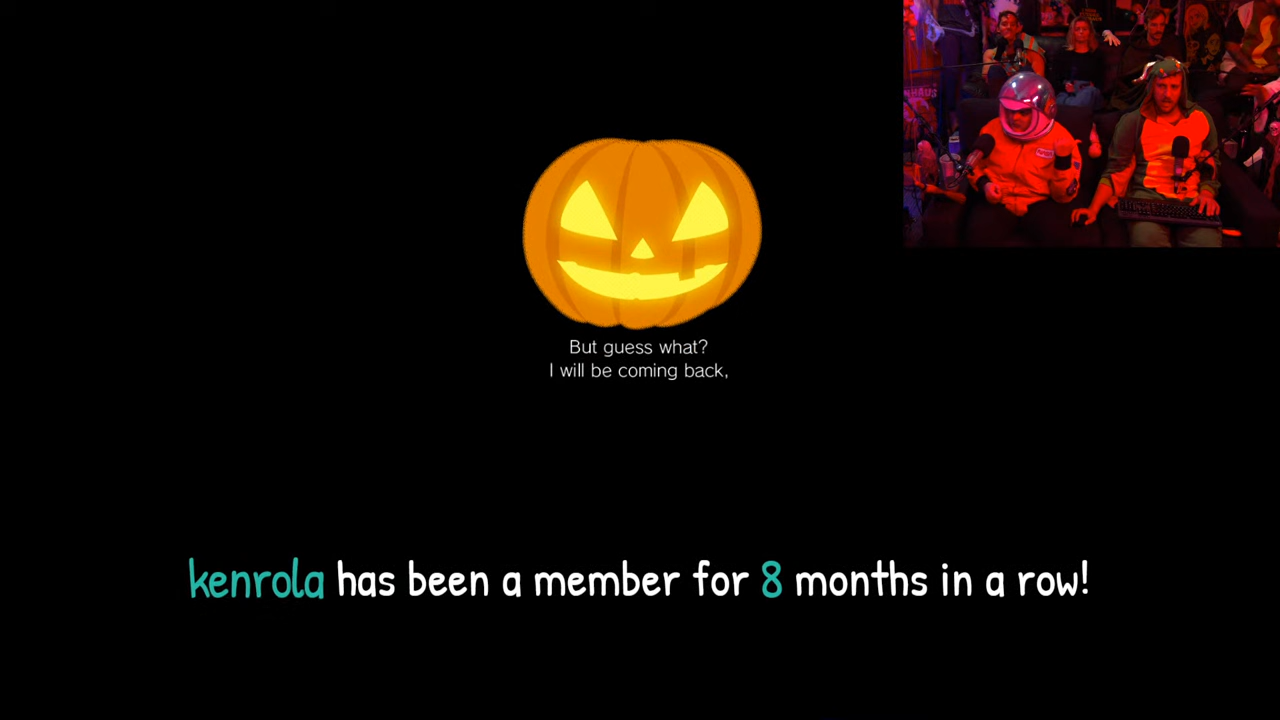 But guess what?
I will be coming back,
kenrola has been a member for 8 months in a row!